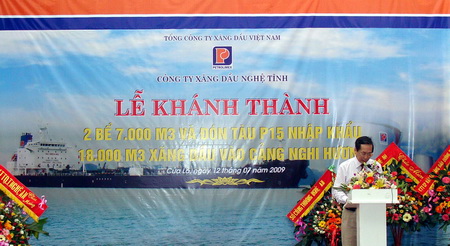 TỔNG CÔNG TY XĂNG DẦU VIỆT NAM
P
PETROLIMEX
CÔNG TY XĂNG DẦU NGHỆ TĨNH
LỄ KHÁNH THÀNH
2 BỂ 7.000 M3 VÀ ĐÓN TÀU P15 NHẬP KHẨU
18.000 M3 XĂNG DẦU VÀO CẢNG NGHI HƯƠNG
Cửa Lò, ngày 12 tháng 07 năm 2009